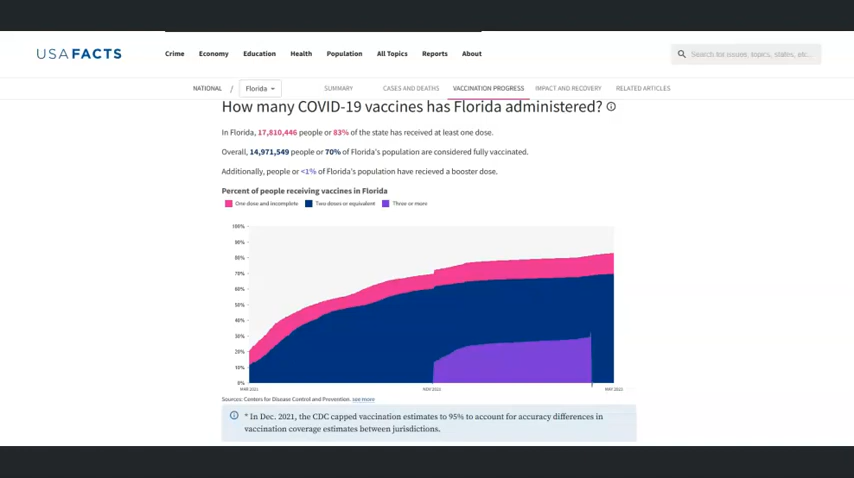 USAFACTS
Crime Economy Education Health Population All Topics Reports About
Search for issues, topics, states, etc...
NATIONAL / Florida
SUMMARY CASES AND DEATHS VACCINATION PROGRESS IMPACT AND RECOVERY RELATED ARTICLES
How many COVID-19 vaccines has Florida administered?
In Florida, 17,810,446 people or 83% of the state has received at least one dose.
Overall, 14,971,549 people or 70% of Florida's population are considered fully vaccinated.
Additionally, people or <1% of Florida's population have recieved a booster dose.
Percent of people receiving vaccines in Florida
One dose and incomplete Two doses or equivalent Three or more
100%
90%
80%
70%
60%
50%
40%
30%
20%
10%
0%
MAR 2021 NOV 2021 MAY 2022
Sources: Centers for Disease Control and Prevention. see more
* In Dec. 2021, the CDC capped vaccination estimates to 95% to account for accuracy differences in
vaccination coverage estimates between jurisdictions.